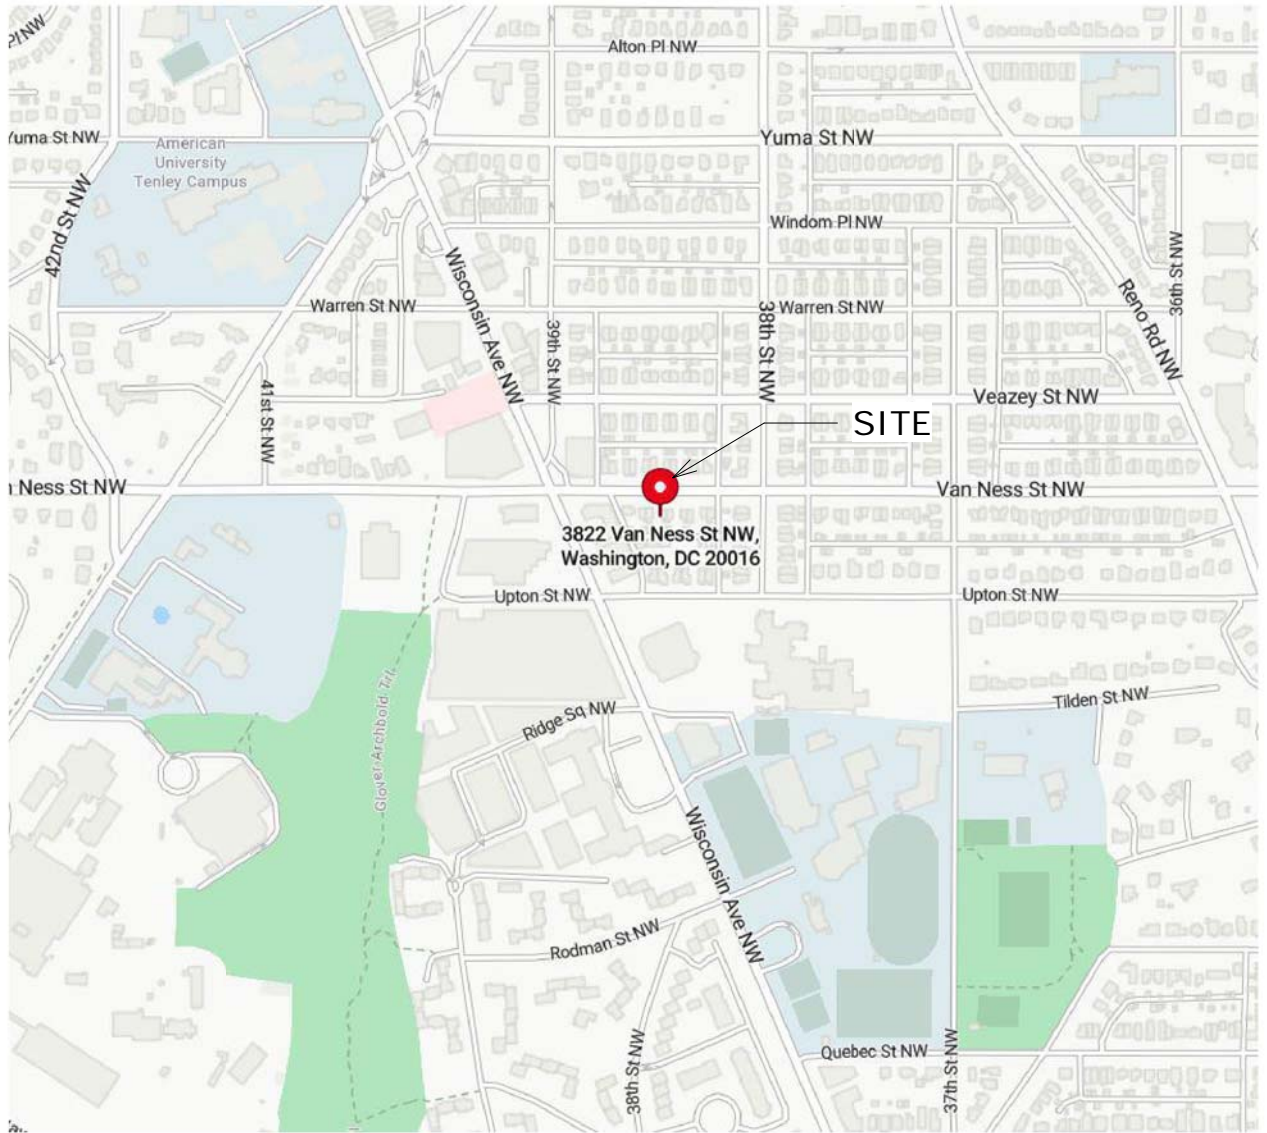 Pl NW
Alton Pl NW
Yuma St NW
Yuma St NW
American
University
Tenley Campus
42nd St NW
Windom Pl NW
Wisconsin Ave NW
36th St NW
Reno Rd NW
Warren St NW
Warren St NW
39th St NW
38th St NW
41st St NW
Veazey St NW
SITE
n Ness St NW
Van Ness St NW
3822 Van Ness St NW,
Washington, DC 20016
Upton St NW
Upton St NW
Glover Archbold Trl
Tilden St NW
Ridge Sq NW
Wisconsin Ave NW
Rodman St NW
38th St NW
Quebec St NW
37th St NW